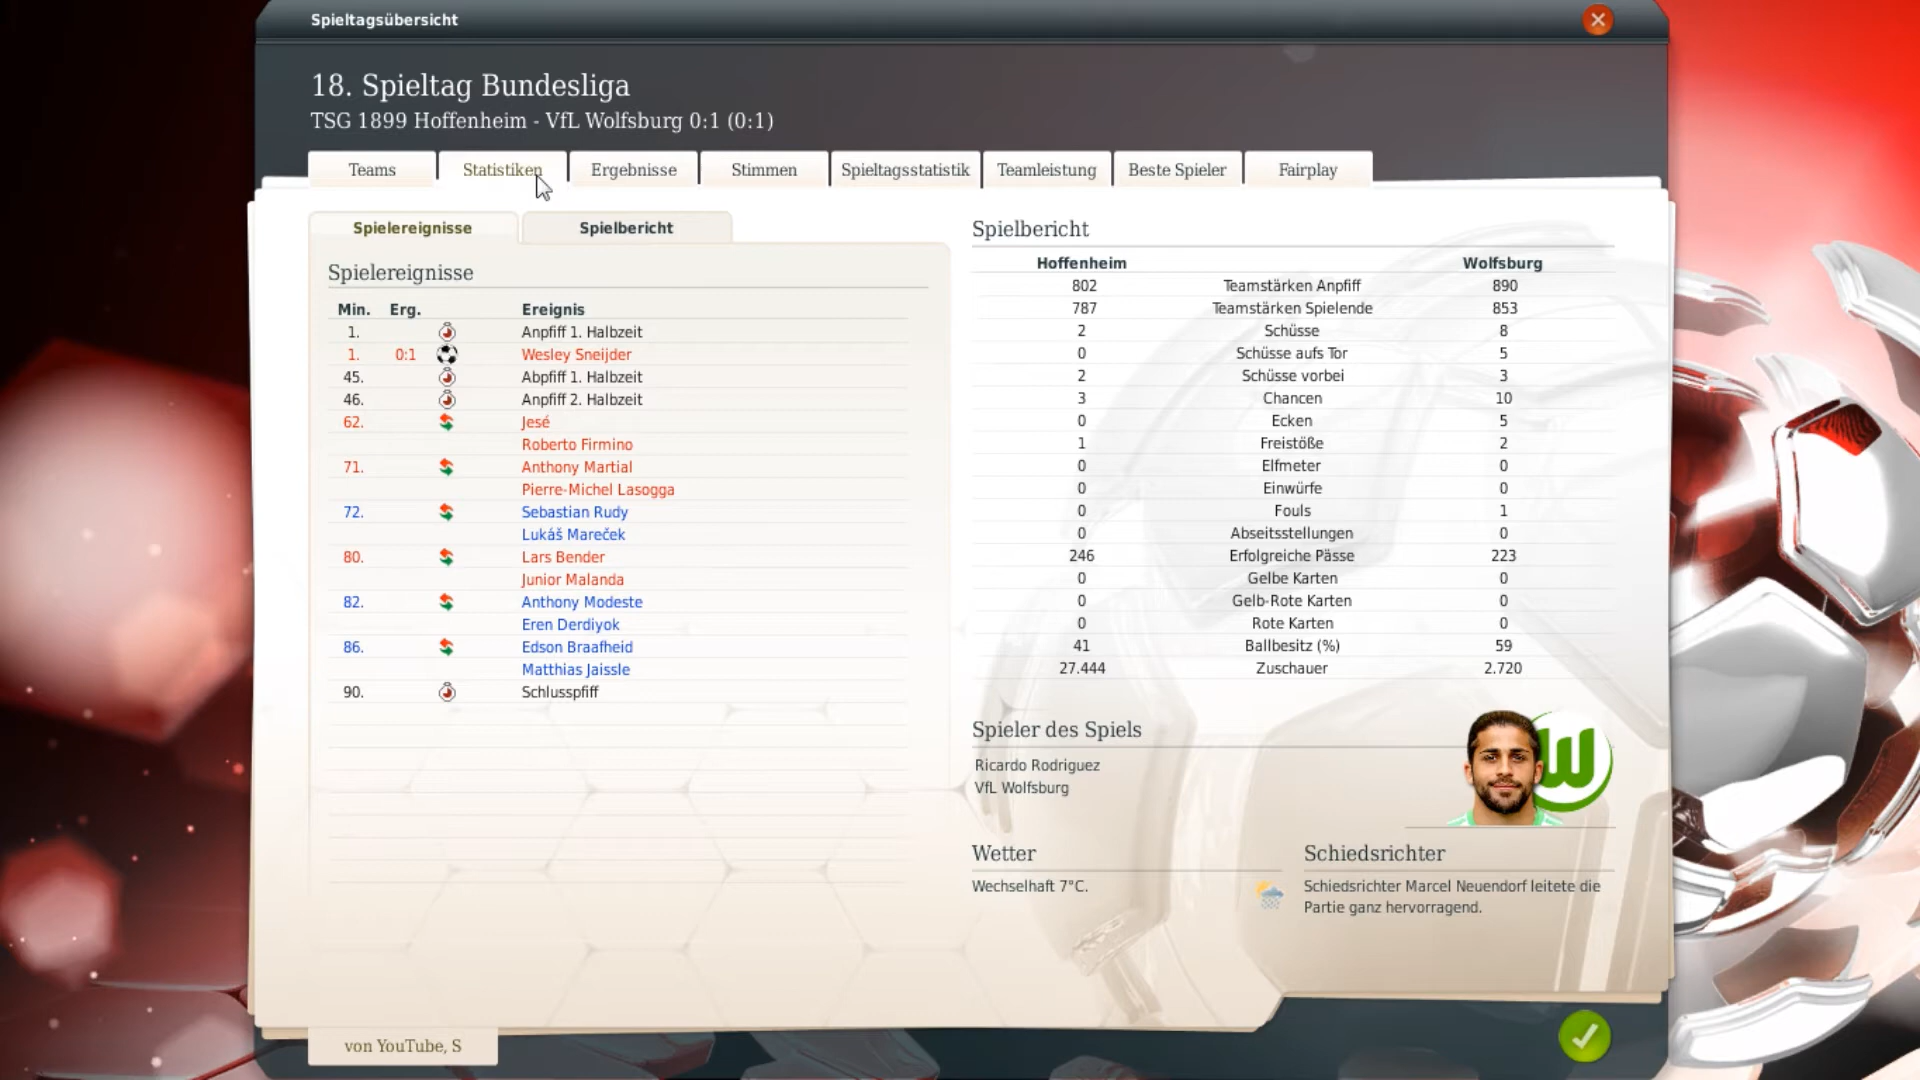 Spieltagsübersicht
18. Spieltag Bundesliga
TSG 1899 Hoffenheim - VfL Wolfsburg 0:1 (0:1)
Teams Statistiken Ergebnisse Stimmen Spieltagsstatistik Teamleistung Beste Spieler Fairplay
Spielereignisse Spielbericht
Spielereignisse
Min. Erg. Ereignis
1. Anpfiff 1. Halbzeit
1. 0:1 Wesley Sneijder
45. Abpfiff 1. Halbzeit
46. Anpfiff 2. Halbzeit
62. Jesé
Roberto Firmino
71. Anthony Martial
Pierre-Michel Lasogga
72. Sebastian Rudy
Lukáš Mareček
80. Lars Bender
Junior Malanda
82. Anthony Modeste
Eren Derdiyok
86. Edson Braafheid
Matthias Jaissle
90. Schlusspfiff
Spielbericht
Hoffenheim Wolfsburg
802 Teamstärken Anpfiff 890
787 Teamstärken Spielende 853
2 Schüsse 8
0 Schüsse aufs Tor 5
2 Schüsse vorbei 3
3 Chancen 10
0 Ecken 5
1 Freistöße 2
0 Elfmeter 0
0 Einwürfe 0
0 Fouls 1
0 Abseitsstellungen 0
246 Erfolgreiche Pässe 223
0 Gelbe Karten 0
0 Gelb-Rote Karten 0
0 Rote Karten 0
41 Ballbesitz (%) 59
27.444 Zuschauer 2.720
Spieler des Spiels
Ricardo Rodriguez
VfL Wolfsburg
W
Wetter
Wechselhaft 7°C.
Schiedsrichter
Schiedsrichter Marcel Neuendorf leitete die
Partie ganz hervorragend.
von YouTube, S